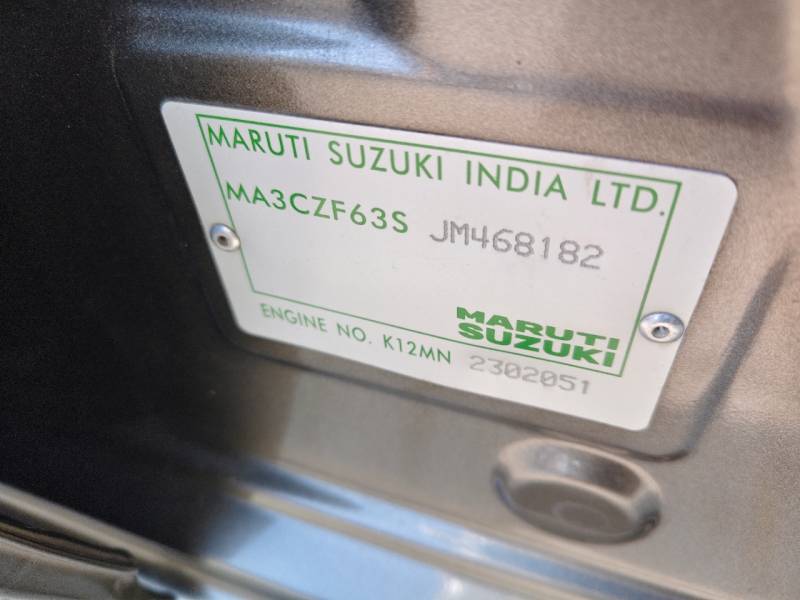 MARUTI SUZUKI INDIA LTD.
MA3CZF63S JM468182
MARUTI
SUZUKI
ENGINE NO. K12MN 2302051